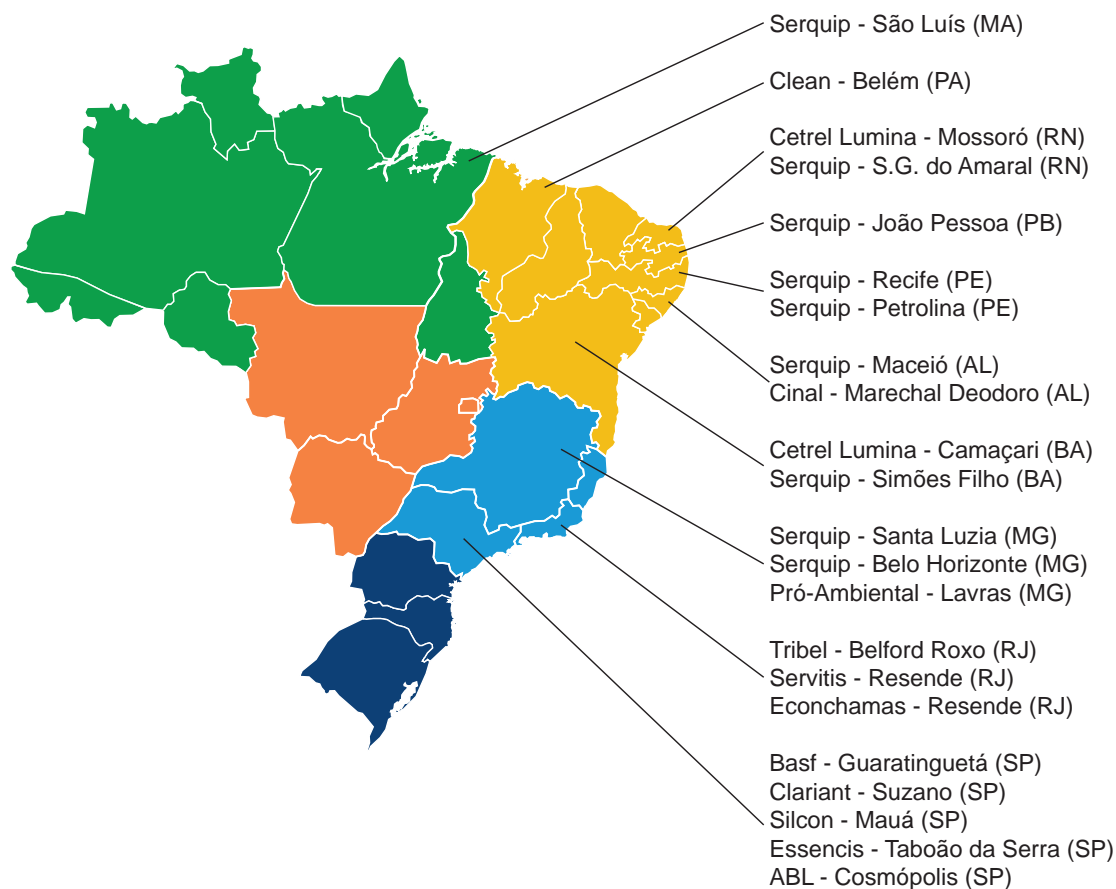 Serquip - São Luís (MA)
Clean - Belém (PA)
Cetrel Lumina - Mossoró (RN)
Serquip - S.G. do Amaral (RN)
Serquip - João Pessoa (PB)
Serquip - Recife (PE)
Serquip - Petrolina (PE)
Serquip - Maceió (AL)
Cinal - Marechal Deodoro (AL)
Cetrel Lumina - Camaçari (BA)
Serquip - Simões Filho (BA)
Serquip - Santa Luzia (MG)
Serquip - Belo Horizonte (MG)
Pró-Ambiental - Lavras (MG)
Tribel - Belford Roxo (RJ)
Servitis - Resende (RJ)
Econchamas - Resende (RJ)
Basf - Guaratinguetá (SP)
Clariant - Suzano (SP)
Silcon - Mauá (SP)
Essencis - Taboão da Serra (SP)
ABL - Cosmópolis (SP)